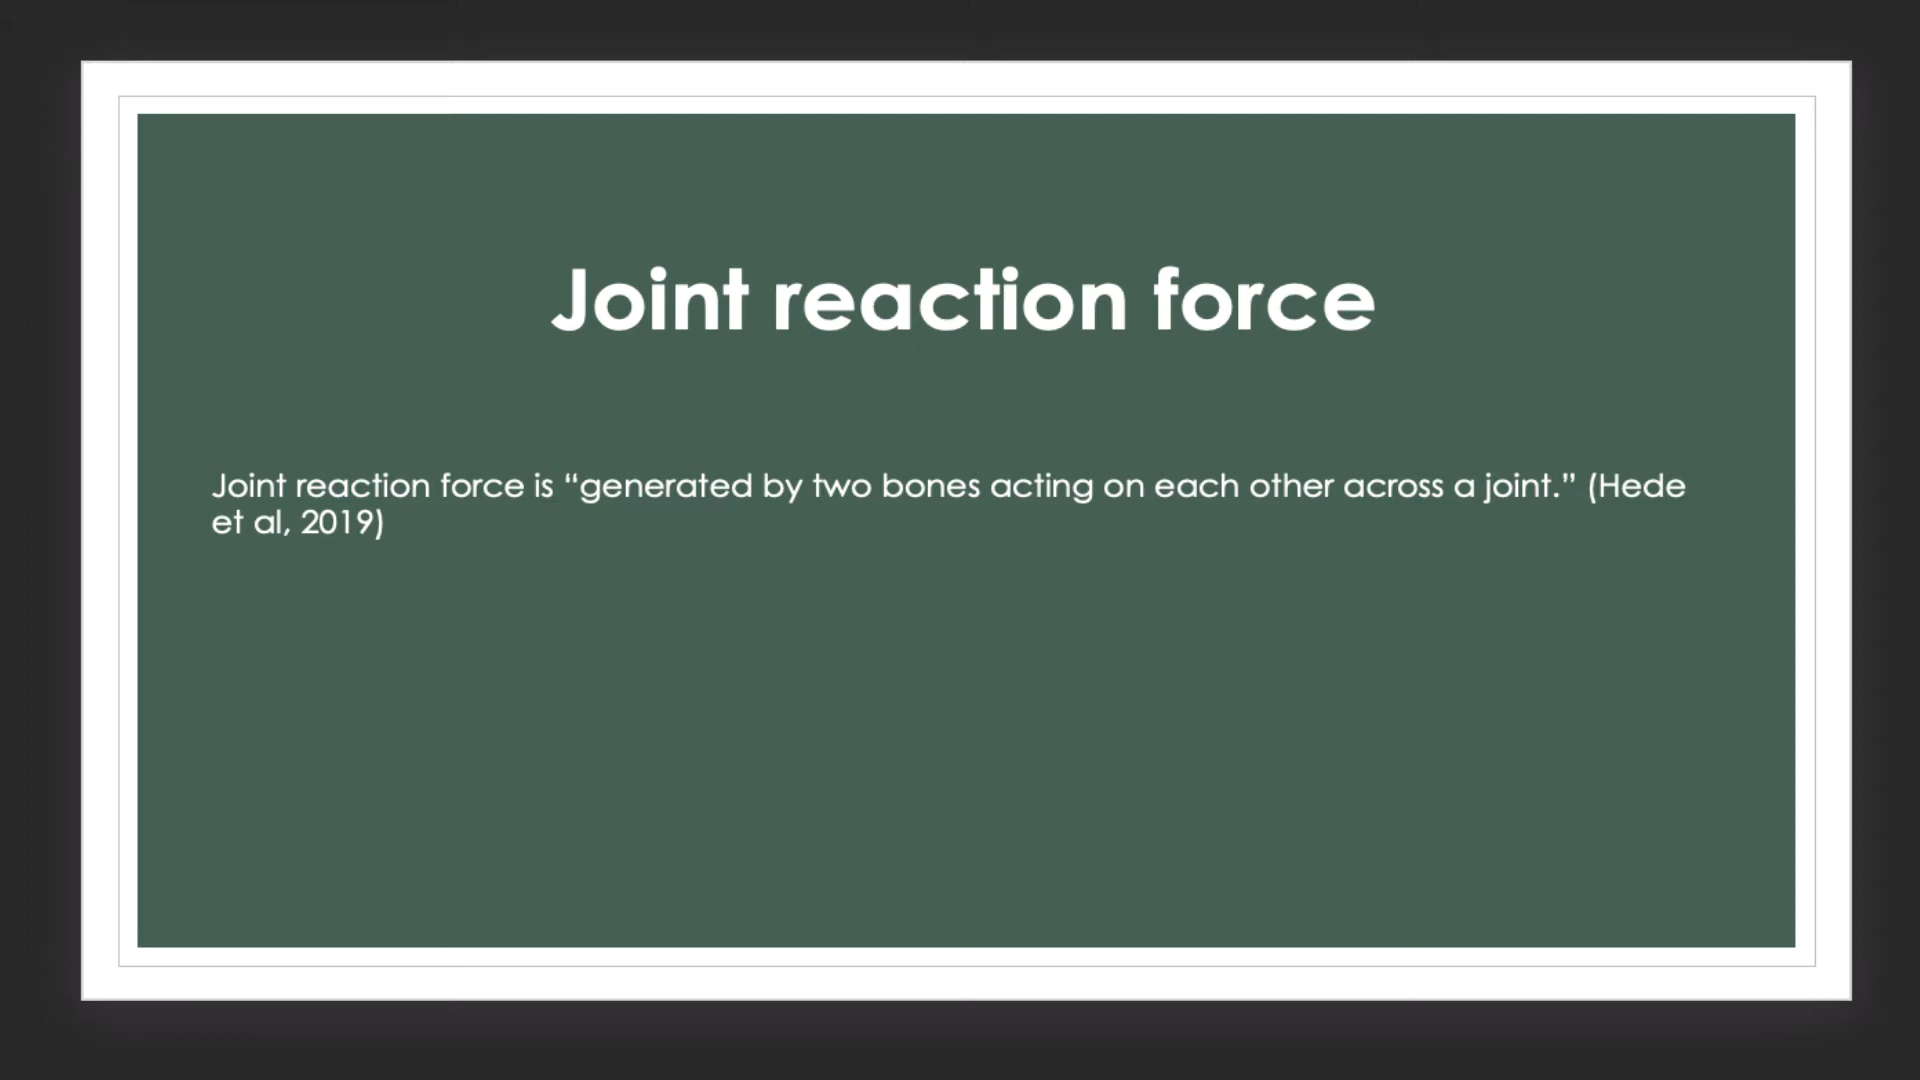 Joint reaction force
Joint reaction force is “generated by two bones acting on each other across a joint.” (Hede
et al, 2019)